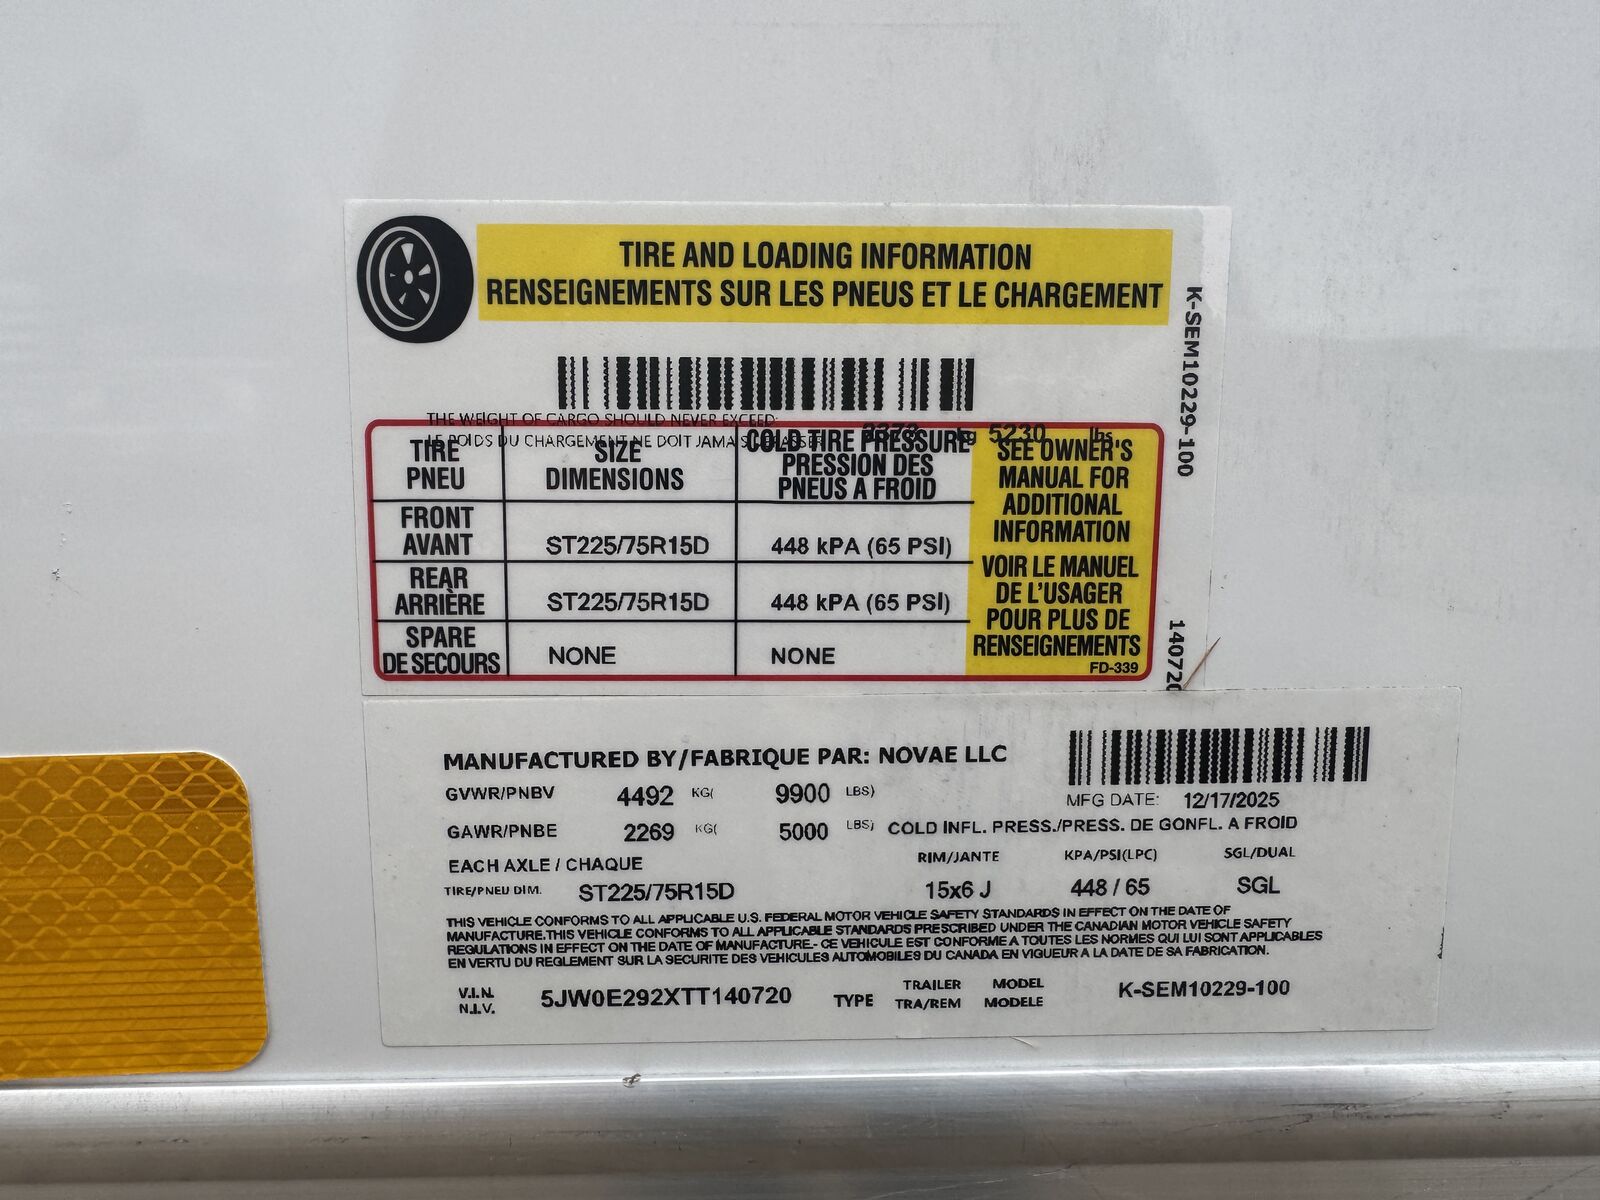 TIRE AND LOADING INFORMATION
RENSEIGNEMENTS SUR LES PNEUS ET LE CHARGEMENT
K-SEM10229-100
THE WEIGHT OF CARGO SHOULD NEVER EXCEED:
LE POIDS DU CHARGEMENT NE DOIT JAMAIS DEPASSER
kg 5230 lbs
TIRE
PNEU
SIZE
DIMENSIONS
COLD TIRE PRESSURE
PRESSION DES
PNEUS A FROID
SEE OWNER'S
MANUAL FOR
ADDITIONAL
INFORMATION
VOIR LE MANUEL
DE L'USAGER
POUR PLUS DE
RENSEIGNEMENTS
FD-339
FRONT
AVANT
ST225/75R15D
448 kPA (65 PSI)
REAR
ARRIÈRE
ST225/75R15D
448 kPA (65 PSI)
SPARE
DE SECOURS
NONE
NONE
140720
MANUFACTURED BY/FABRIQUE PAR: NOVAE LLC
GVWR/PNBV 4492 KG( 9900 LBS)
MFG DATE: 12/17/2025
GAWR/PNBE 2269 KG( 5000 LBS) COLD INFL. PRESS./PRESS. DE GONFL. A FROID
EACH AXLE / CHAQUE RIM/JANTE KPA/PSI(LPC) SGL/DUAL
TIRE/PNEU DIM. ST225/75R15D 15x6 J 448 / 65 SGL
THIS VEHICLE CONFORMS TO ALL APPLICABLE U.S. FEDERAL MOTOR VEHICLE SAFETY STANDARDS IN EFFECT ON THE DATE OF
MANUFACTURE.THIS VEHICLE CONFORMS TO ALL APPLICABLE STANDARDS PRESCRIBED UNDER THE CANADIAN MOTOR VEHICLE SAFETY
REGULATIONS IN EFFECT ON THE DATE OF MANUFACTURE.- CE VEHICULE EST CONFORME A TOUTES LES NORMES QUI LUI SONT APPLICABLES
EN VERTU DU REGLEMENT SUR LA SECURITE DES VEHICULES AUTOMOBILES DU CANADA EN VIGUEUR A LA DATE DE SA FABRICATION.
V.I.N.
N.I.V.
5JW0E292XTT140720
TYPE
TRAILER
TRA/REM
MODEL
MODELE
K-SEM10229-100